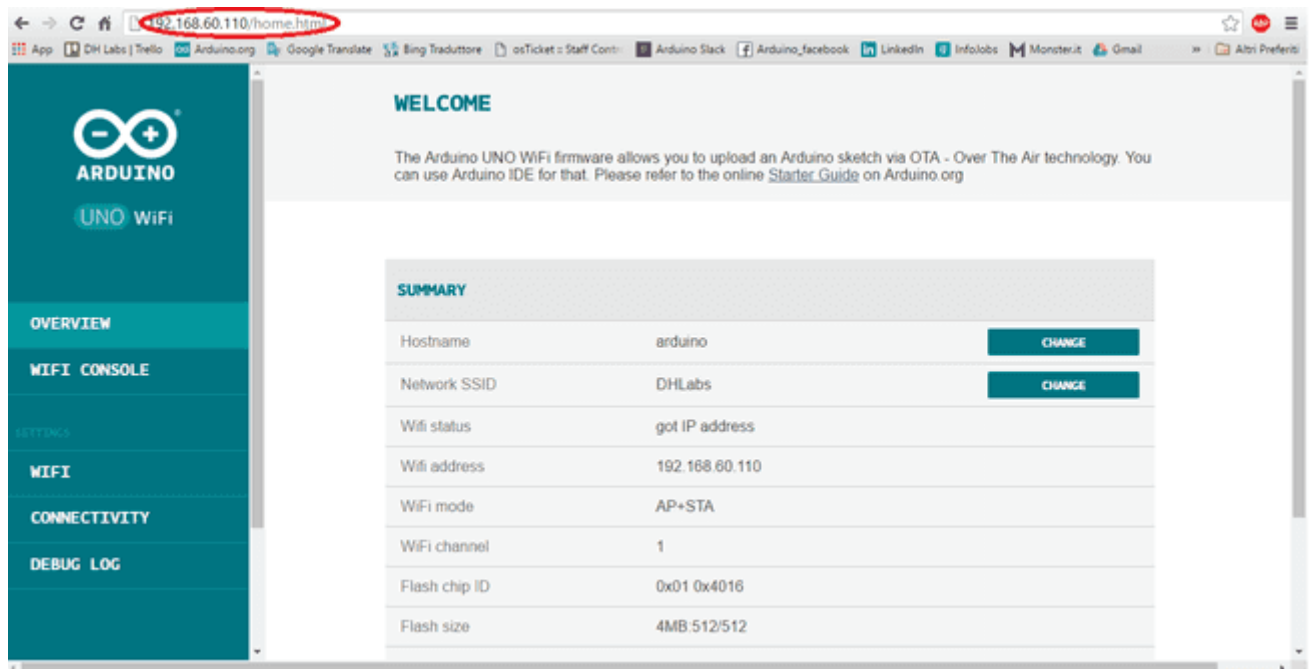 192.168.60.110/home.html
App DH Labs | Trello Arduino.org Google Translate Bing Traduttore osTicket :: Staff Contr Arduino Slack Arduino_facebook LinkedIn InfoJobs Monster.it Gmail » Altri Preferiti
ARDUINO
UNO WiFi
OVERVIEW
WIFI CONSOLE
SETTINGS
WIFI
CONNECTIVITY
DEBUG LOG
WELCOME
The Arduino UNO WiFi firmware allows you to upload an Arduino sketch via OTA - Over The Air technology. You
can use Arduino IDE for that. Please refer to the online Starter Guide on Arduino.org
SUMMARY
Hostname arduino CHANGE
Network SSID DHLabs CHANGE
Wifi status got IP address
Wifi address 192.168.60.110
WiFi mode AP+STA
WiFi channel 1
Flash chip ID 0x01 0x4016
Flash size 4MB:512/512